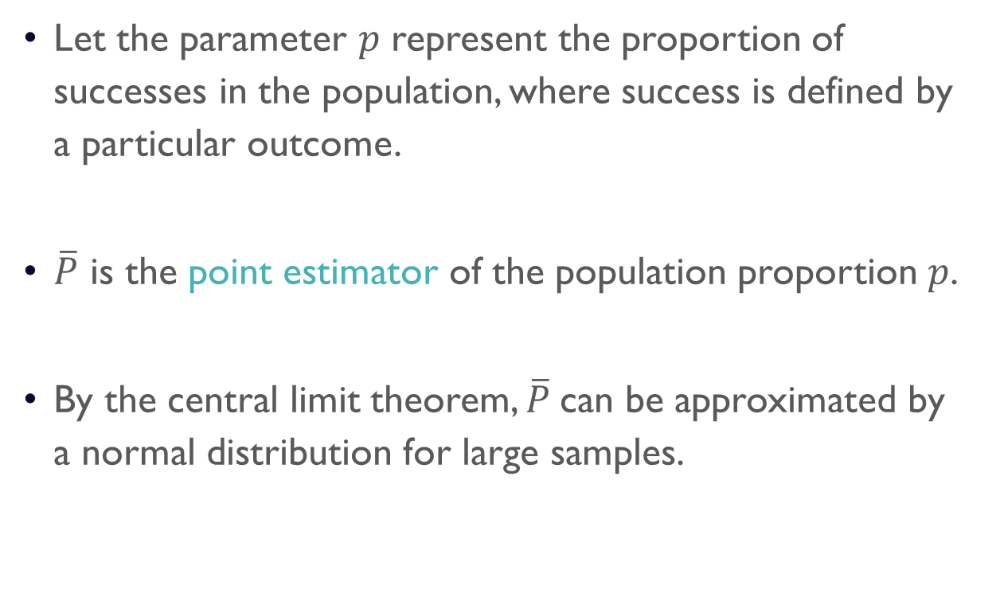 • Let the parameter 𝑝 represent the proportion of
successes in the population, where success is defined by
a particular outcome.
• P̅ is the point estimator of the population proportion 𝑝.
• By the central limit theorem, P̅ can be approximated by
a normal distribution for large samples.